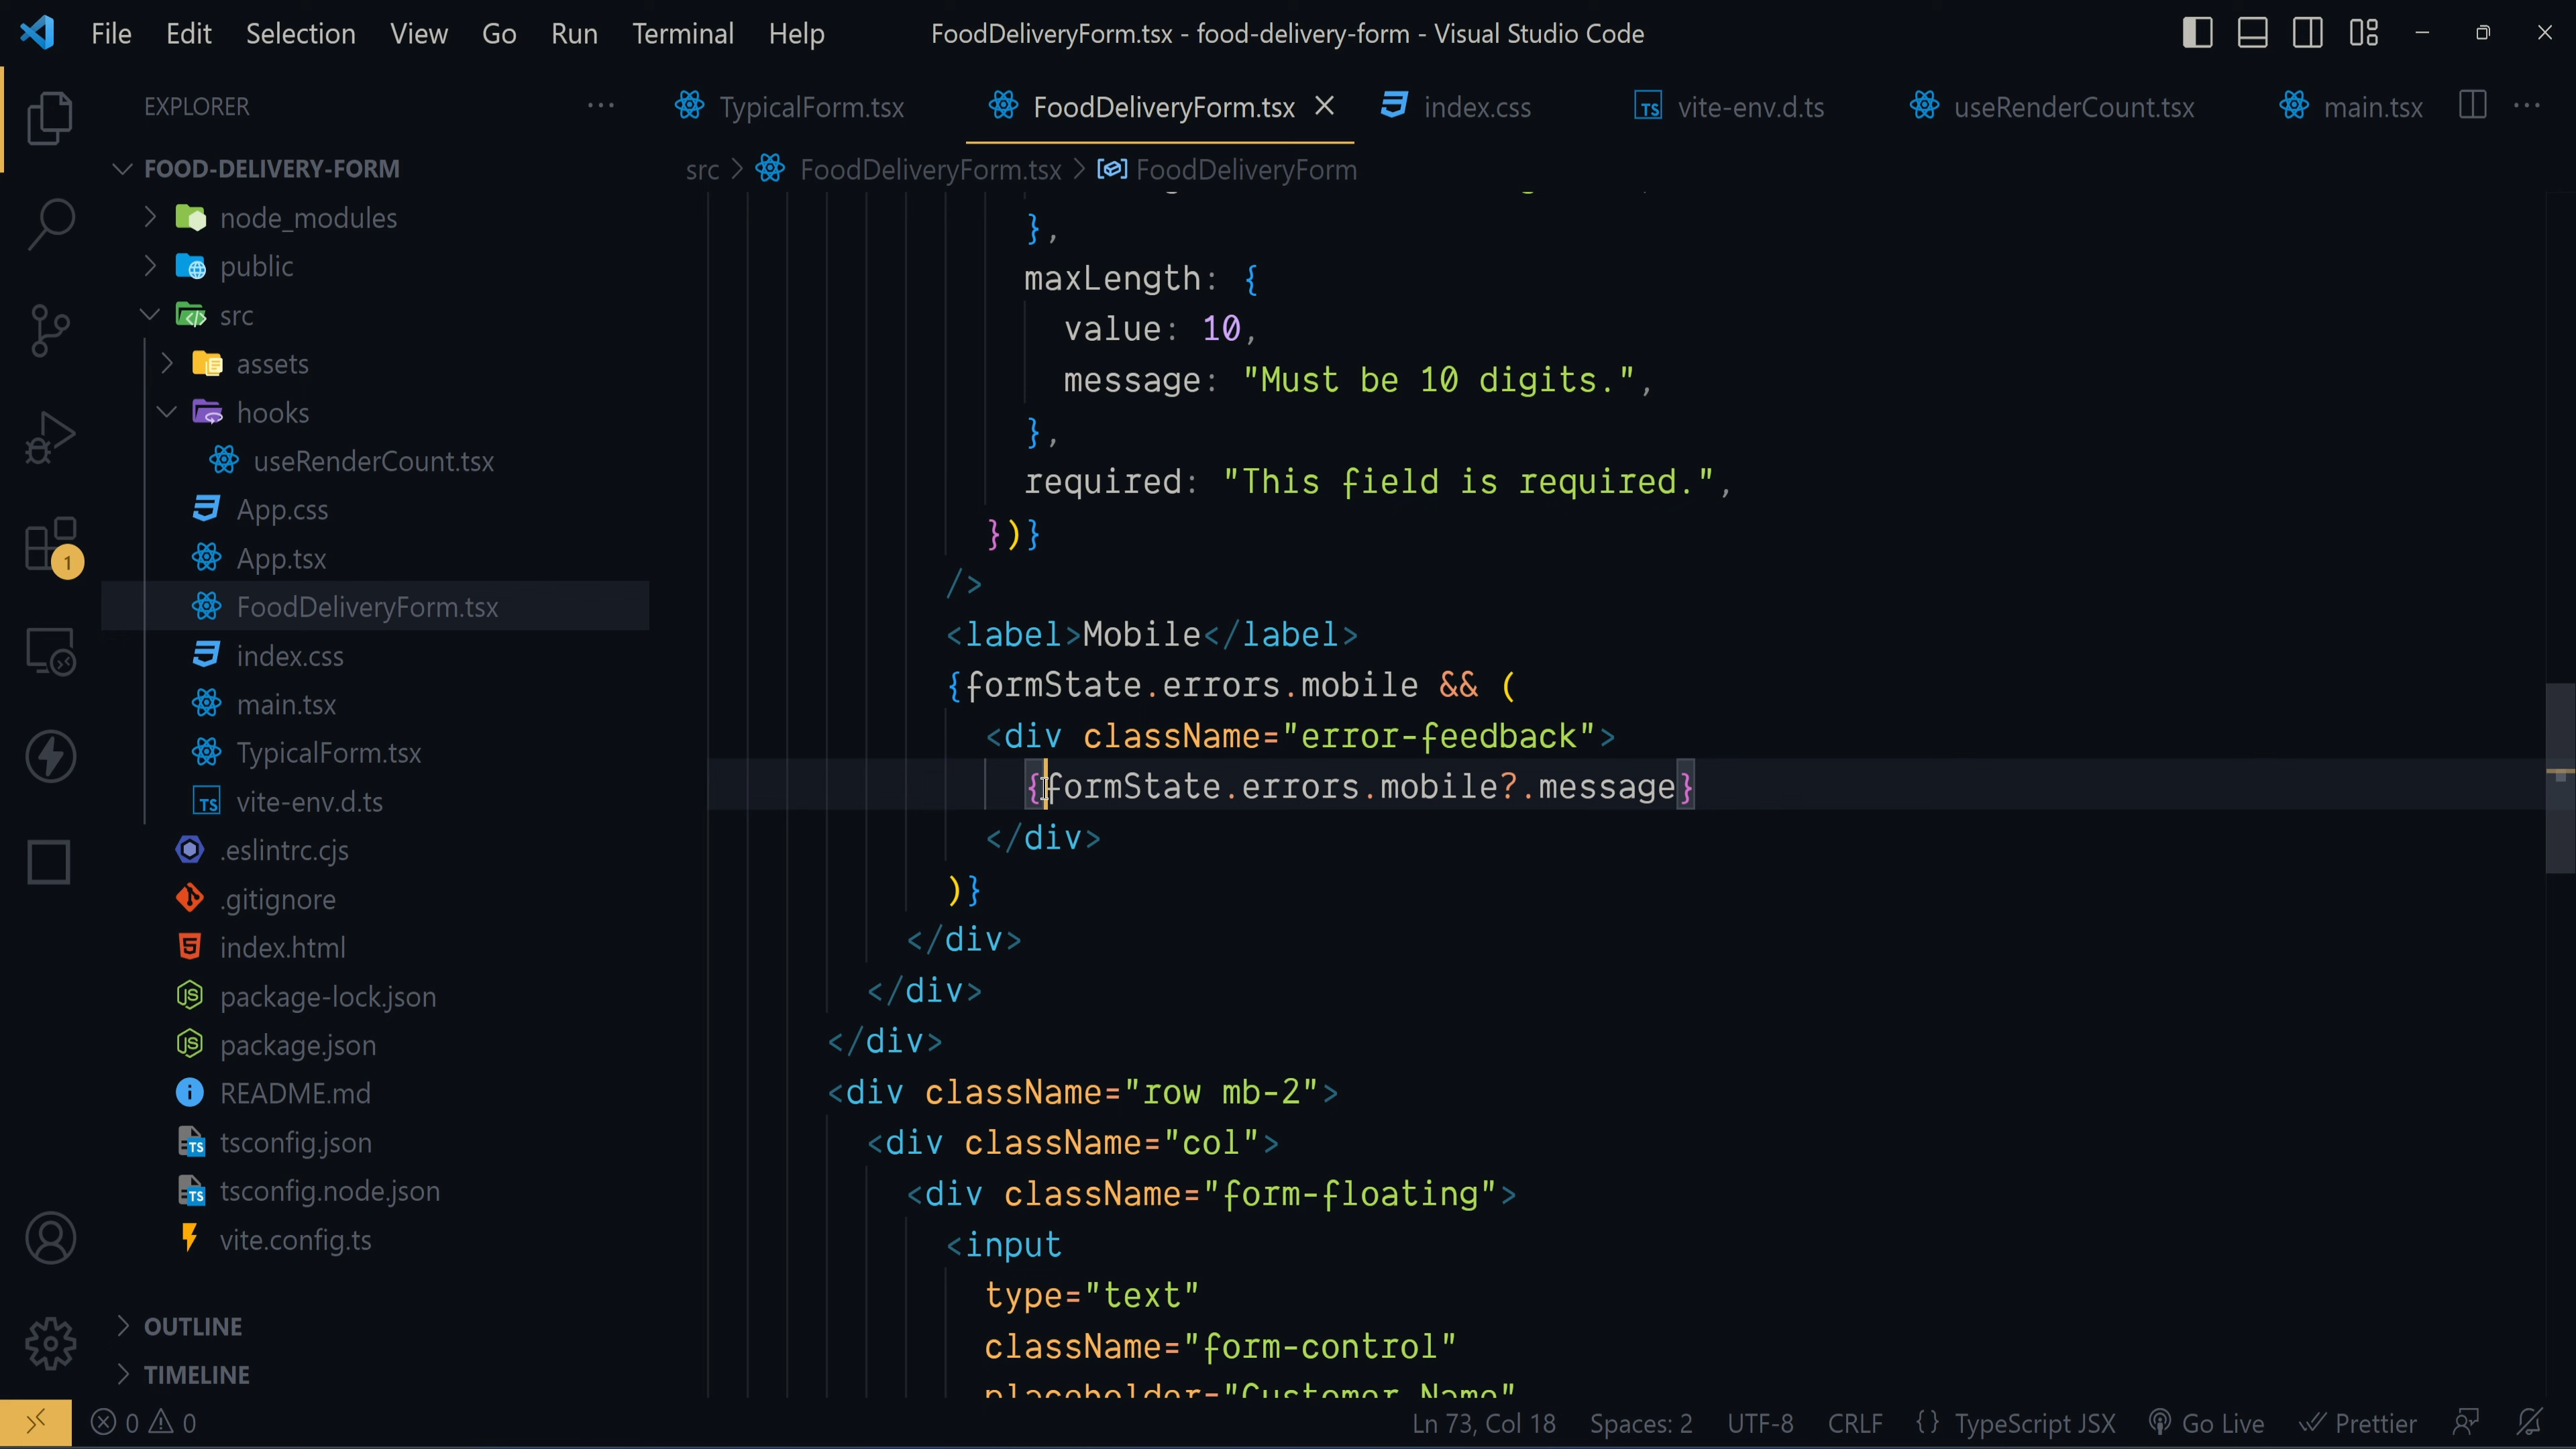 File Edit Selection View Go Run Terminal Help
FoodDeliveryForm.tsx - food-delivery-form - Visual Studio Code
EXPLORER
FOOD-DELIVERY-FORM
node_modules
public
src
assets
hooks
useRenderCount.tsx
App.css
App.tsx
FoodDeliveryForm.tsx
index.css
main.tsx
TypicalForm.tsx
TS vite-env.d.ts
.eslintrc.cjs
.gitignore
index.html
package-lock.json
package.json
README.md
tsconfig.json
tsconfig.node.json
vite.config.ts
OUTLINE
TIMELINE
1
TypicalForm.tsx
FoodDeliveryForm.tsx
index.css
TS vite-env.d.ts
useRenderCount.tsx
main.tsx
src > FoodDeliveryForm.tsx > FoodDeliveryForm
},
maxLength: {
value: 10,
message: "Must be 10 digits.",
},
required: "This field is required.",
})}
/>
<label>Mobile</label>
{formState.errors.mobile && (
<div className="error-feedback">
{formState.errors.mobile?.message}
</div>
)}
</div>
</div>
</div>
<div className="row mb-2">
<div className="col">
<div className="form-floating">
<input
type="text"
className="form-control"
placeholder="Customer Name"
0 0
Ln 73, Col 18 Spaces: 2 UTF-8 CRLF {} TypeScript JSX Go Live Prettier